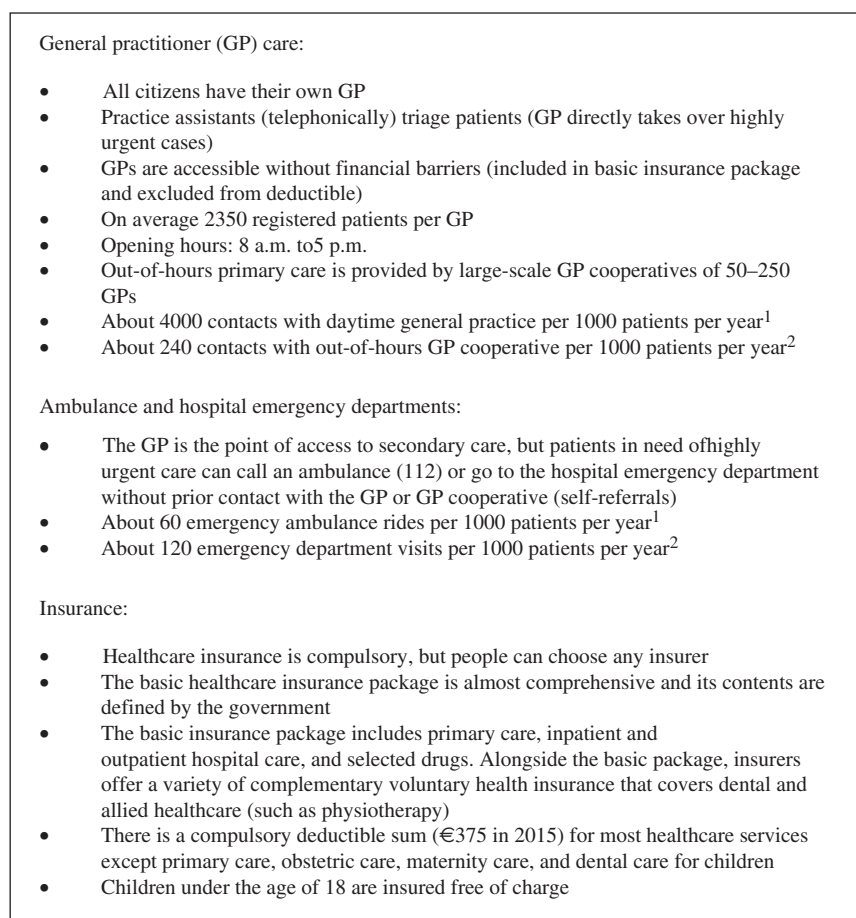 General practitioner (GP) care:
• All citizens have their own GP
• Practice assistants (telephonically) triage patients (GP directly takes over highly
urgent cases)
• GPs are accessible without financial barriers (included in basic insurance package
and excluded from deductible)
• On average 2350 registered patients per GP
• Opening hours: 8 a.m. to5 p.m.
• Out-of-hours primary care is provided by large-scale GP cooperatives of 50–250
GPs
• About 4000 contacts with daytime general practice per 1000 patients per year1
• About 240 contacts with out-of-hours GP cooperative per 1000 patients per year2
Ambulance and hospital emergency departments:
• The GP is the point of access to secondary care, but patients in need ofhighly
urgent care can call an ambulance (112) or go to the hospital emergency department
without prior contact with the GP or GP cooperative (self-referrals)
• About 60 emergency ambulance rides per 1000 patients per year1
• About 120 emergency department visits per 1000 patients per year2
Insurance:
• Healthcare insurance is compulsory, but people can choose any insurer
• The basic healthcare insurance package is almost comprehensive and its contents are
defined by the government
• The basic insurance package includes primary care, inpatient and
outpatient hospital care, and selected drugs. Alongside the basic package, insurers
offer a variety of complementary voluntary health insurance that covers dental and
allied healthcare (such as physiotherapy)
• There is a compulsory deductible sum (€375 in 2015) for most healthcare services
except primary care, obstetric care, maternity care, and dental care for children
• Children under the age of 18 are insured free of charge